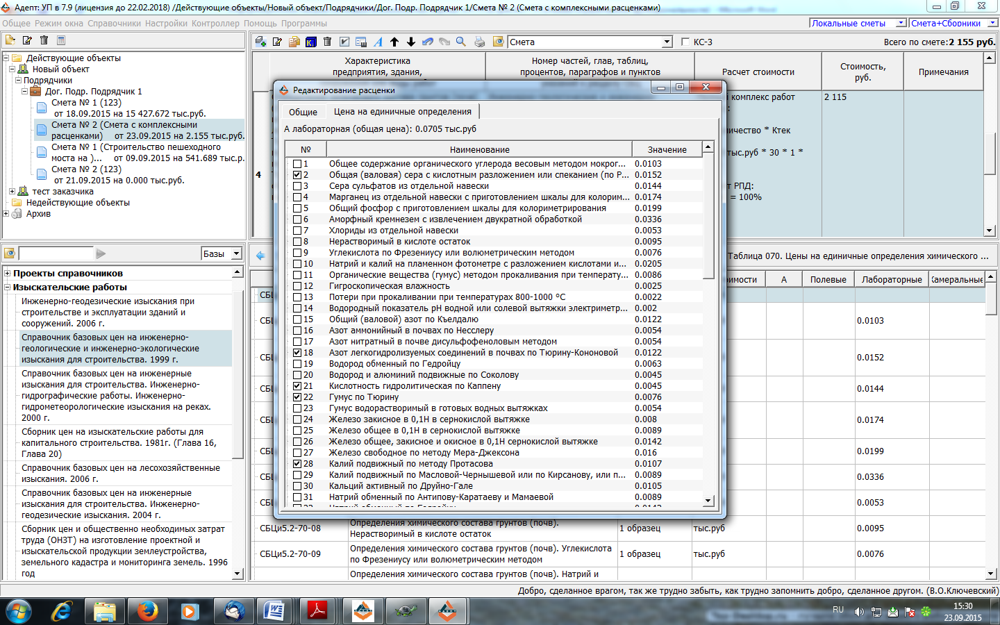 Адепт: УП в 7.9 (лицензия до 22.02.2018) /Действующие объекты/Новый объект/Подрядчики/Дог. Подр. Подрядчик 1/Смета № 2 (Смета с комплексными расценками)
Общее Режим окна Справочники Настройки Контроллер Помощь Программы
Локальные сметы
Смета+Сборники
Смета
КС-3
Всего по смете:2 155 руб.
Действующие объекты
Новый объект
Подрядчики
Дог. Подр. Подрядчик 1
Смета № 1 (123)
от 18.09.2015 на 15 427.672 тыс.руб.
Смета № 2 (Смета с комплексными
расценками) от 23.09.2015 на 2.155 тыс.руб.
Смета № 1 (Строительство пешеходного
моста на )... от 09.09.2015 на 541.689 тыс.р.
Смета № 2 (123)
от 21.09.2015 на 0.000 тыс.руб.
тест заказчика
Недействующие объекты
Архив
Характеристика
предприятия, здания,
Номер частей, глав, таблиц,
процентов, параграфов и пунктов
Расчет стоимости
Стоимость,
руб.
Примечания
4
комплекс работ
2 115
ичество * Ктек
тыс.руб * 30 * 1 *
т РПД:
= 100%
Базы
Проекты справочников
Изыскательские работы
Инженерно-геодезические изыскания при
строительстве и эксплуатации зданий и
сооружений. 2006 г.
Справочник базовых цен на инженерно-
геологические и инженерно-экологические
изыскания для строительства. 1999 г.
Справочник базовых цен на инженерные
изыскания для строительства. Инженерно-
гидрографические работы. Инженерно-
гидрометеорологические изыскания на реках.
2000 г.
Сборник цен на изыскательские работы для
капитального строительства. 1981г. (Глава 16,
Глава 20)
Справочник базовых цен на лесохозяйственные
изыскания. 2006 г.
Справочник базовых цен на инженерные
изыскания для строительства. Инженерно-
геодезические изыскания. 2004 г.
Сборник цен и общественно необходимых затрат
труда (ОНЗТ) на изготовление проектной и
изыскательской продукции землеустройства,
земельного кадастра и мониторинга земель. 1996
год
Редактирование расценки
Общие
Цена на единичные определения
А лабораторная (общая цена): 0.0705 тыс.руб
№ Наименование Значение
1 Общее содержание органического углерода весовым методом мокрог... 0.0103
2 Общая (валовая) сера с кислотным разложением или спеканием (по Р... 0.0152
3 Сера сульфатов из отдельной навески 0.0144
4 Марганец из отдельной навески с приготовлением шкалы для колорим... 0.0174
5 Общий фосфор с приготовлением шкалы для колориметрирования 0.0199
6 Аморфный кремнезем с извлечением двукратной обработкой 0.0336
7 Хлориды из отдельной навески 0.0053
8 Нерастворимый в кислоте остаток 0.0095
9 Углекислота по Фрезениусу или волюметрическим методом 0.0076
10 Натрий и калий на пламенном фотометре с разложением кислотами и... 0.0205
11 Органические вещества (гумус) методом прокаливания при температу... 0.0086
12 Гигроскопическая влажность 0.0025
13 Потери при прокаливании при температурах 800-1000 °С 0.0022
14 Водородный показатель рН водной или солевой вытяжки электриметр... 0.002
15 Общий (валовой) азот по Къелдалю 0.0122
16 Азот аммонийный в почвах по Несслеру 0.0054
17 Азот нитратный в почве дисульфофеноловым методом 0.0054
18 Азот легкогидролизуемых соединений в почвах по Тюрину-Кононовой 0.0122
19 Водород обменный по Гедройцу 0.0063
20 Водород и алюминий подвижные по Соколову 0.0045
21 Кислотность гидролитическая по Каппену 0.0045
22 Гумус по Тюрину 0.0076
23 Гумус водорастворимый в готовых водных вытяжках 0.0054
24 Железо закисное в 0,1Н в сернокислой вытяжке 0.008
25 Железо общее в 0,1Н в сернокислой вытяжке 0.0089
26 Железо общее, закисное и окисное в 0,1Н сернокислой вытяжке 0.0142
27 Железо свободное по методу Мера-Джексона 0.016
28 Калий подвижный по методу Протасова 0.0107
29 Калий подвижный по Масловой-Чернышевой или по Кирсанову, или п... 0.0089
30 Кальций активный по Друйно-Гале 0.0105
31 Натрий обменный по Антипову-Каратаеву и Мамаевой 0.0089
Таблица 070. Цены на единичные определения химического ...
имости А Полевые Лабораторные Камеральные
СБЦ
СБЦ 0.0103
СБЦ 0.0152
СБЦ 0.0144
СБЦ 0.0174
СБЦ 0.0199
СБЦ 0.0336
СБЦ 0.0053
СБЦи5.2-70-08 Определения химического состава грунтов (почв). 1 образец тыс.руб 0.0095
Нерастворимый в кислоте остаток
СБЦи5.2-70-09 Определения химического состава грунтов (почв). Углекислота 1 образец тыс.руб 0.0076
по Фрезениусу или волюметрическим методом
Определения химического состава грунтов (почв). Натрий и
Добро, сделанное врагом, так же трудно забыть, как трудно запомнить добро, сделанное другом. (В.О.Ключевский)
RU
15:30
23.09.2015